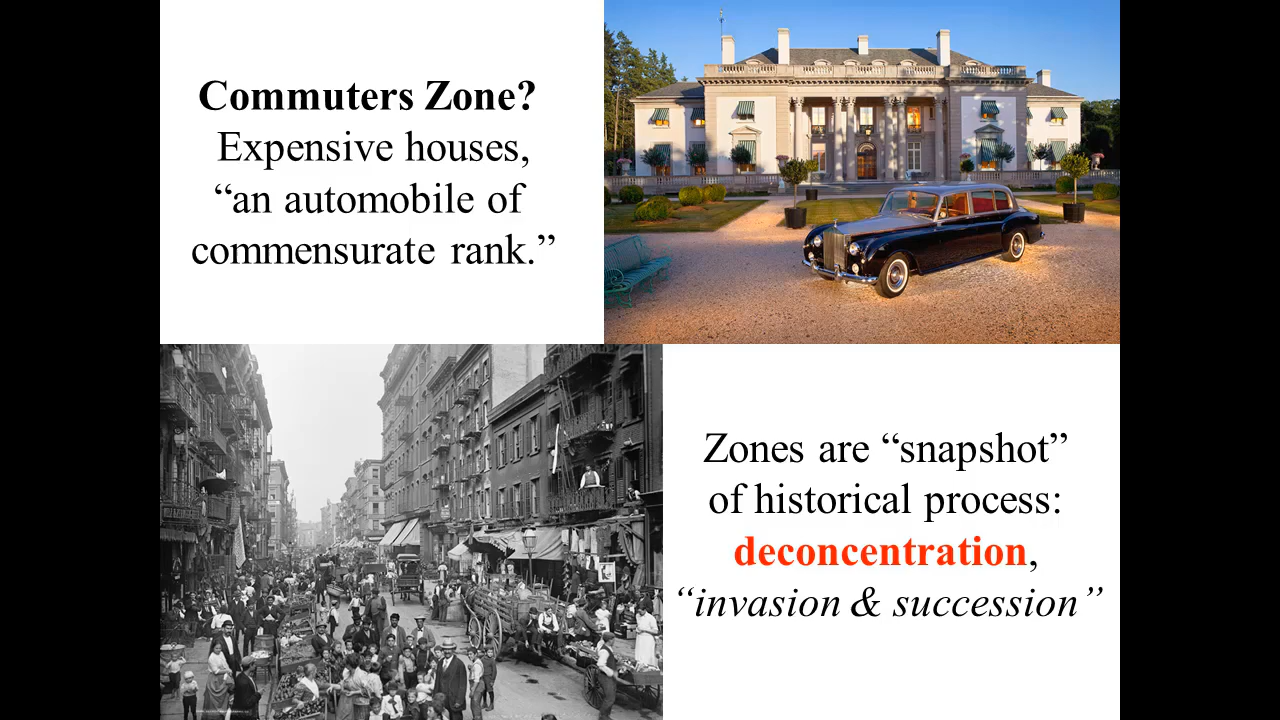 Commuters Zone?
Expensive houses,
“an automobile of
commensurate rank.”
Zones are “snapshot”
of historical process:
deconcentration,
“invasion & succession”